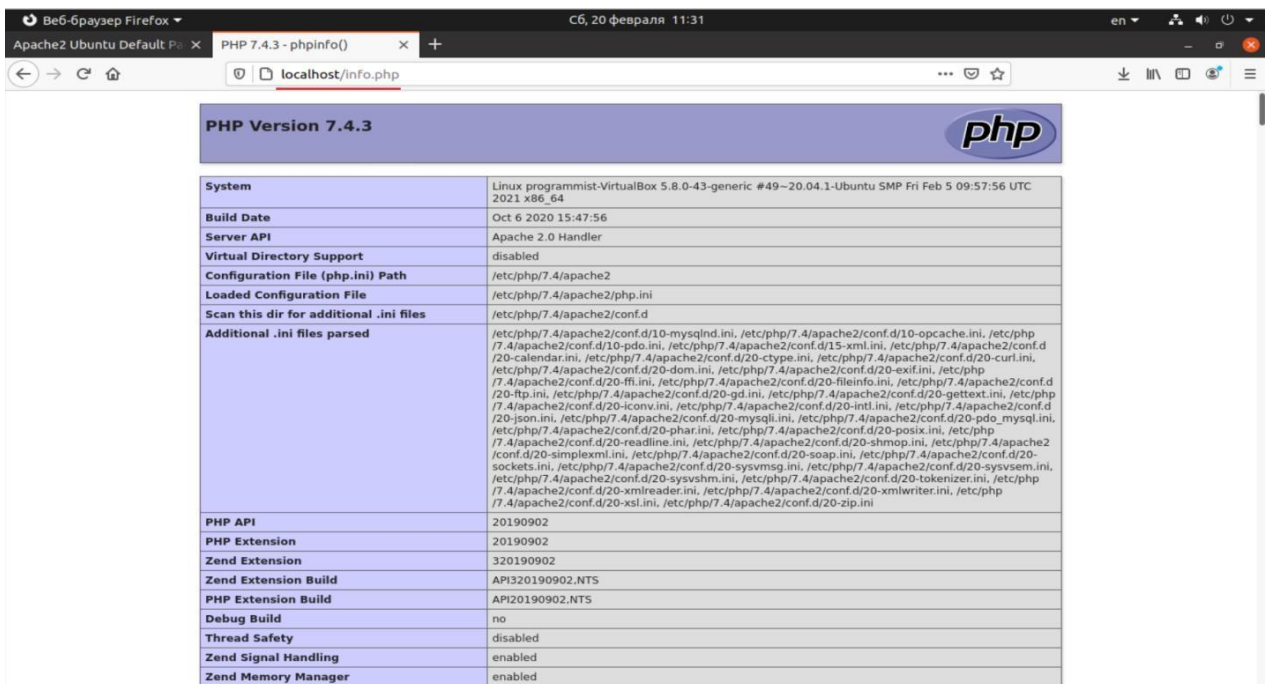 Веб-браузер Firefox
Сб, 20 февраля 11:31
en
Apache2 Ubuntu Default Pa
PHP 7.4.3 - phpinfo()
localhost/info.php
PHP Version 7.4.3
php
System Linux programmist-VirtualBox 5.8.0-43-generic #49~20.04.1-Ubuntu SMP Fri Feb 5 09:57:56 UTC
2021 x86_64
Build Date Oct 6 2020 15:47:56
Server API Apache 2.0 Handler
Virtual Directory Support disabled
Configuration File (php.ini) Path /etc/php/7.4/apache2
Loaded Configuration File /etc/php/7.4/apache2/php.ini
Scan this dir for additional .ini files /etc/php/7.4/apache2/conf.d
Additional .ini files parsed /etc/php/7.4/apache2/conf.d/10-mysqlnd.ini, /etc/php/7.4/apache2/conf.d/10-opcache.ini, /etc/php
/7.4/apache2/conf.d/10-pdo.ini, /etc/php/7.4/apache2/conf.d/15-xml.ini, /etc/php/7.4/apache2/conf.d
/20-calendar.ini, /etc/php/7.4/apache2/conf.d/20-ctype.ini, /etc/php/7.4/apache2/conf.d/20-curl.ini,
/etc/php/7.4/apache2/conf.d/20-dom.ini, /etc/php/7.4/apache2/conf.d/20-exif.ini, /etc/php
/7.4/apache2/conf.d/20-ffi.ini, /etc/php/7.4/apache2/conf.d/20-fileinfo.ini, /etc/php/7.4/apache2/conf.d
/20-ftp.ini, /etc/php/7.4/apache2/conf.d/20-gd.ini, /etc/php/7.4/apache2/conf.d/20-gettext.ini, /etc/php
/7.4/apache2/conf.d/20-iconv.ini, /etc/php/7.4/apache2/conf.d/20-intl.ini, /etc/php/7.4/apache2/conf.d
/20-json.ini, /etc/php/7.4/apache2/conf.d/20-mysqli.ini, /etc/php/7.4/apache2/conf.d/20-pdo_mysql.ini,
/etc/php/7.4/apache2/conf.d/20-phar.ini, /etc/php/7.4/apache2/conf.d/20-posix.ini, /etc/php
/7.4/apache2/conf.d/20-readline.ini, /etc/php/7.4/apache2/conf.d/20-shmop.ini, /etc/php/7.4/apache2
/conf.d/20-simplexml.ini, /etc/php/7.4/apache2/conf.d/20-soap.ini, /etc/php/7.4/apache2/conf.d/20-
sockets.ini, /etc/php/7.4/apache2/conf.d/20-sysvmsg.ini, /etc/php/7.4/apache2/conf.d/20-sysvsem.ini,
/etc/php/7.4/apache2/conf.d/20-sysvshm.ini, /etc/php/7.4/apache2/conf.d/20-tokenizer.ini, /etc/php
/7.4/apache2/conf.d/20-xmlreader.ini, /etc/php/7.4/apache2/conf.d/20-xmlwriter.ini, /etc/php
/7.4/apache2/conf.d/20-xsl.ini, /etc/php/7.4/apache2/conf.d/20-zip.ini
PHP API 20190902
PHP Extension 20190902
Zend Extension 320190902
Zend Extension Build API320190902,NTS
PHP Extension Build API20190902,NTS
Debug Build no
Thread Safety disabled
Zend Signal Handling enabled
Zend Memory Manager enabled